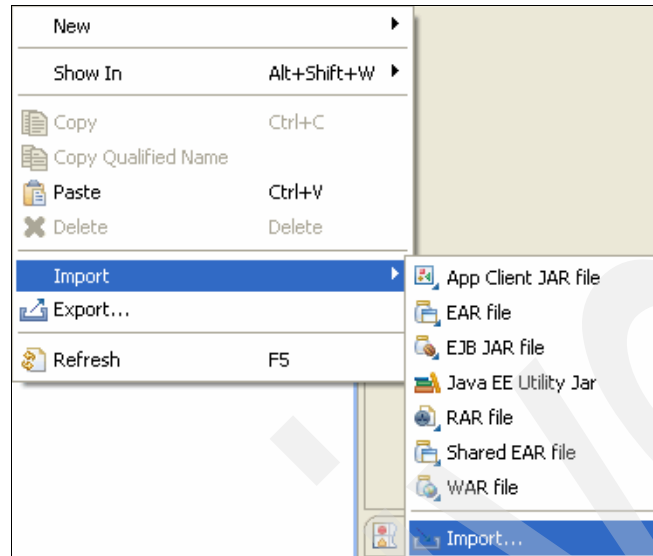 New
Show In Alt+Shift+W
Copy Ctrl+C
Copy Qualified Name
Paste Ctrl+V
Delete Delete
Import
Export...
Refresh F5
App Client JAR file
EAR file
EJB JAR file
Java EE Utility Jar
RAR file
Shared EAR file
WAR file
Import...